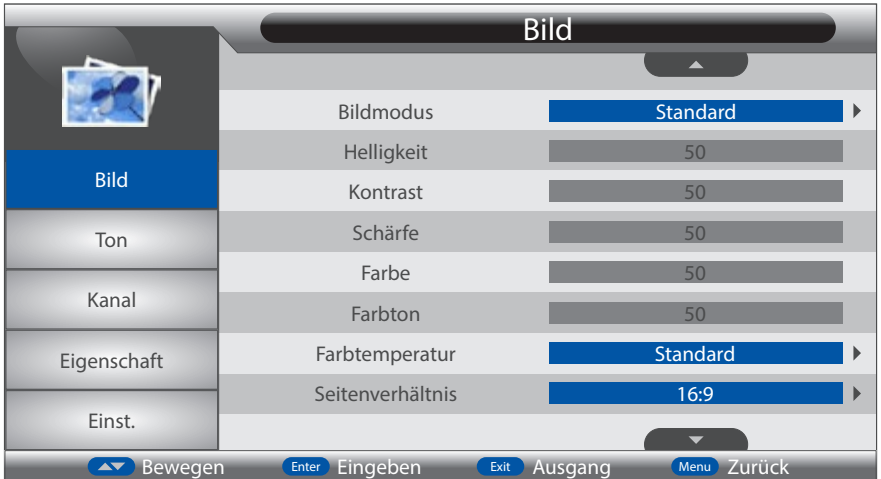 Bild
Bildmodus Standard
Helligkeit 50
Kontrast 50
Schärfe 50
Farbe 50
Farbton 50
Farbtemperatur Standard
Seitenverhältnis 16:9
Bild
Ton
Kanal
Eigenschaft
Einst.
Bewegen Enter Eingeben Exit Ausgang Menu Zurück